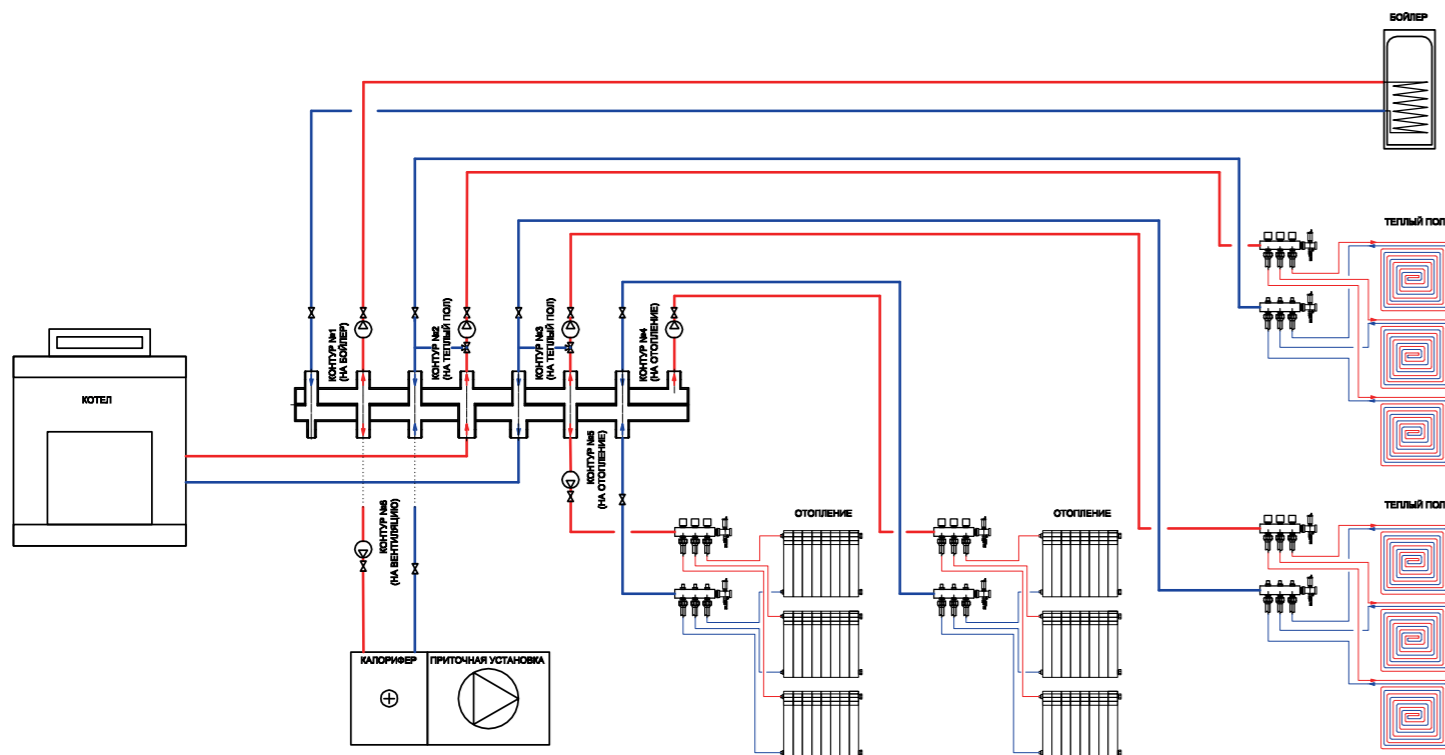 БОЙЛЕР
ТЕПЛЫЙ ПОЛ
КОНТУР №1
(НА БОЙЛЕР)
КОНТУР №2
(НА ТЕПЛЫЙ ПОЛ)
КОНТУР №3
(НА ТЕПЛЫЙ ПОЛ)
КОНТУР №4
(НА ОТОПЛЕНИЕ)
КОТЕЛ
КОНТУР №5
(НА ОТОПЛЕНИЕ)
КОНТУР №6
(НА ВЕНТИЛЯЦИЮ)
ОТОПЛЕНИЕ
ОТОПЛЕНИЕ
ТЕПЛЫЙ ПОЛ
КАЛОРИФЕР
ПРИТОЧНАЯ УСТАНОВКА